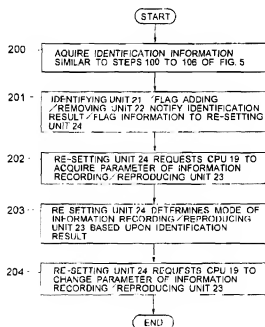 START
200
AQUIRE IDENTIFICATION INFORMATION
SIMILAR TO STEPS 100 TO 106 OF FIG. 5
201
IDENTIFYING UNIT 21 / FLAG ADDING
/REMOVING UNIT 22 NOTIFY IDENTIFICATION
RESULT/FLAG INFORMATION TO RE-SETTING
UNIT 24
202
RE-SETTING UNIT 24 REQUESTS CPU 19 TO
ACQUIRE PARAMETER OF INFORMATION
RECORDING/REPRODUCING UNIT 23
203
RE SETTING UNIT 24 DETERMINES MODE OF
INFORMATION RECORDING/REPRODUCING
UNIT 23 BASED UPON IDENTIFICATION
RESULT
204
RE-SETTING UNIT 24 REQUESTS CPU 19 TO
CHANGE PARAMETER OF INFORMATION
RECORDING/REPRODUCING UNIT 23
END